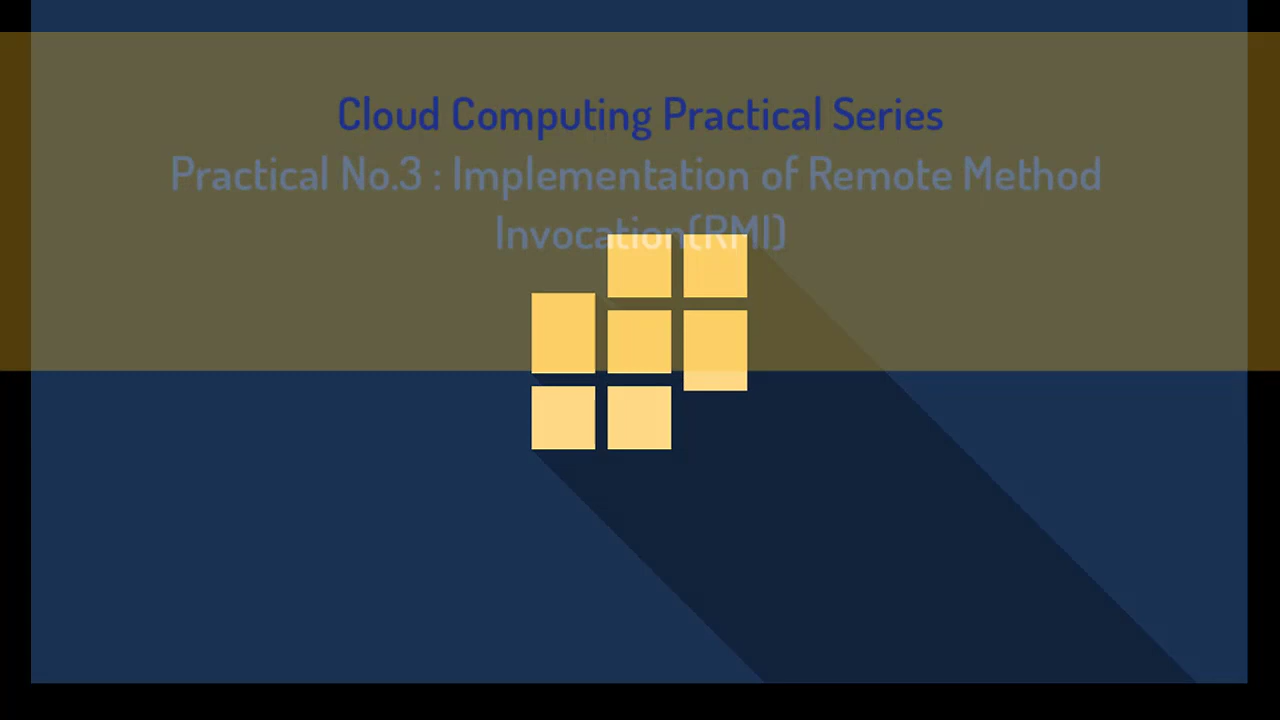 Cloud Computing Practical Series
Practical No.3 : Implementation of Remote Method
Invocation(RMI)